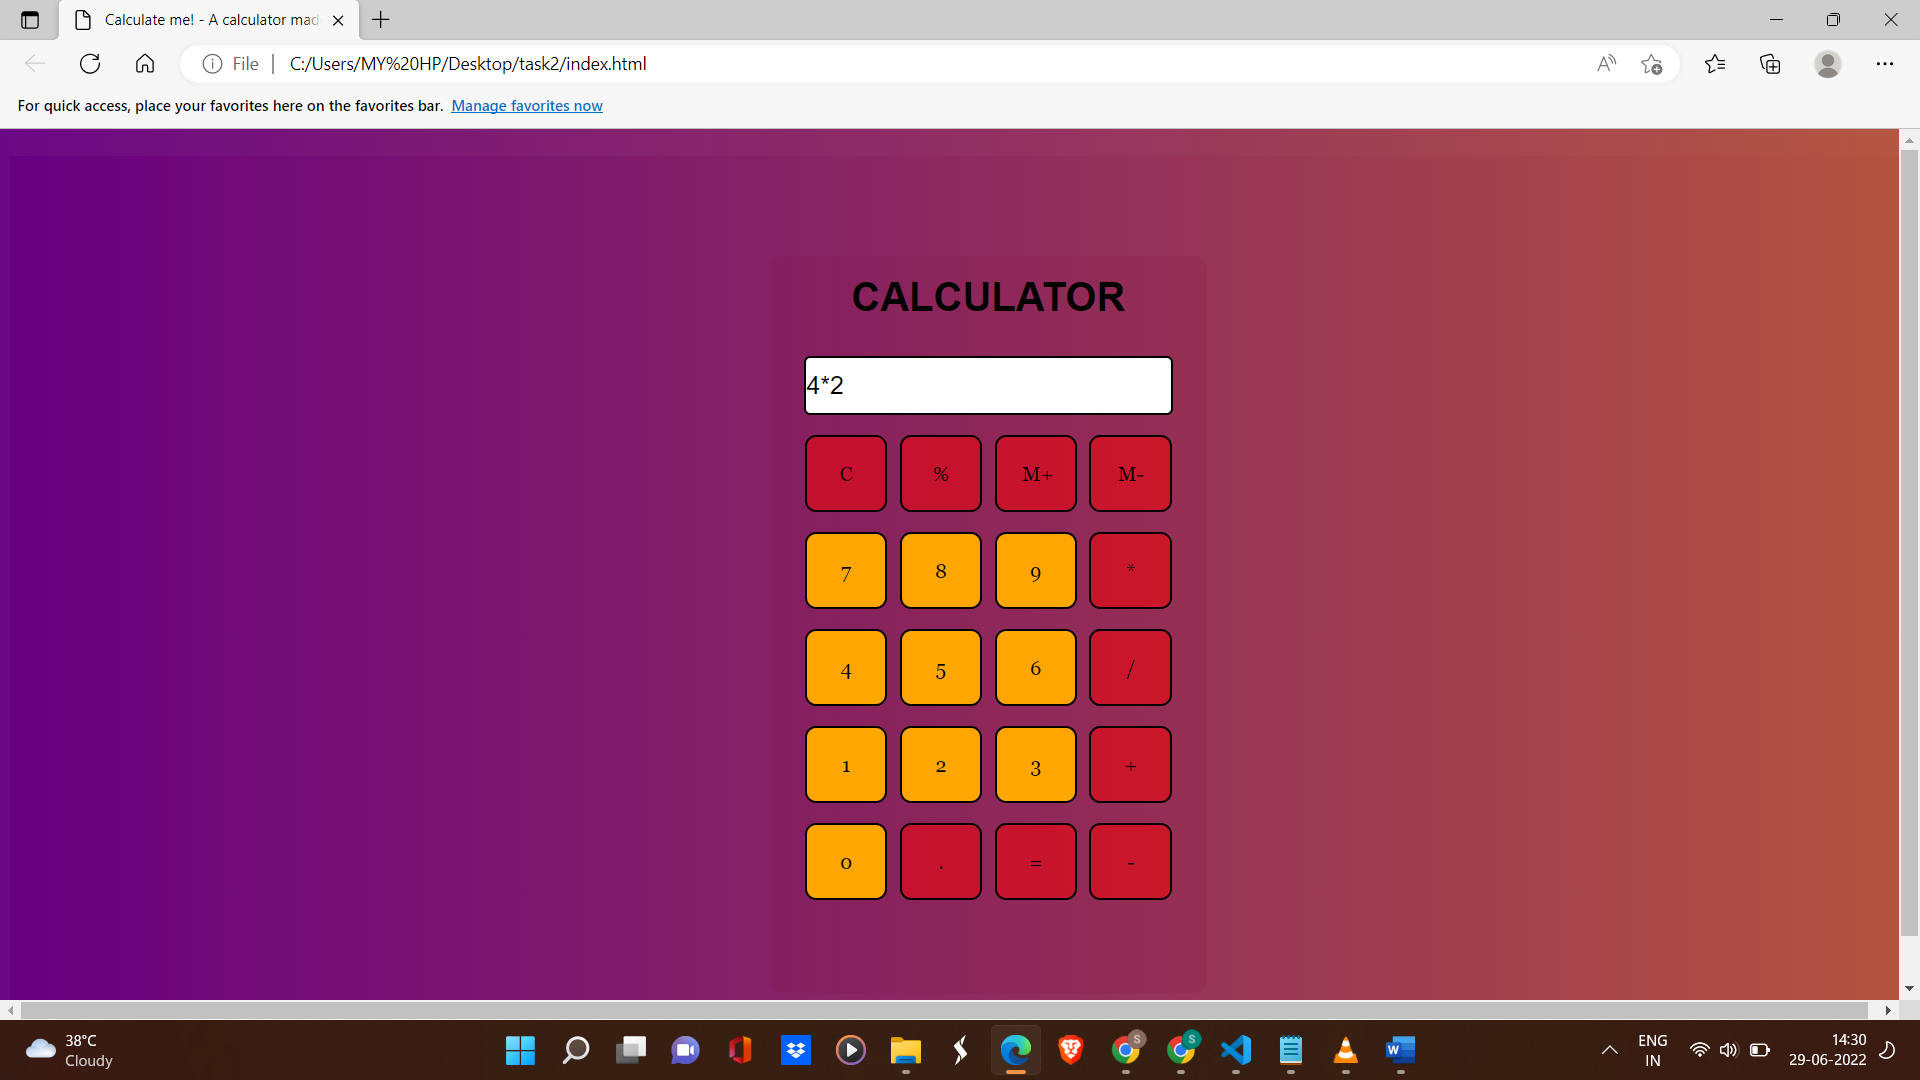 Calculate me! - A calculator mad
File
C:/Users/MY%20HP/Desktop/task2/index.html
For quick access, place your favorites here on the favorites bar. Manage favorites now
CALCULATOR
4*2
C % M+ M-
7 8 9 *
4 5 6 /
1 2 3 +
0 . = -
38°C
Cloudy
S
S
W
ENG
IN
14:30
29-06-2022